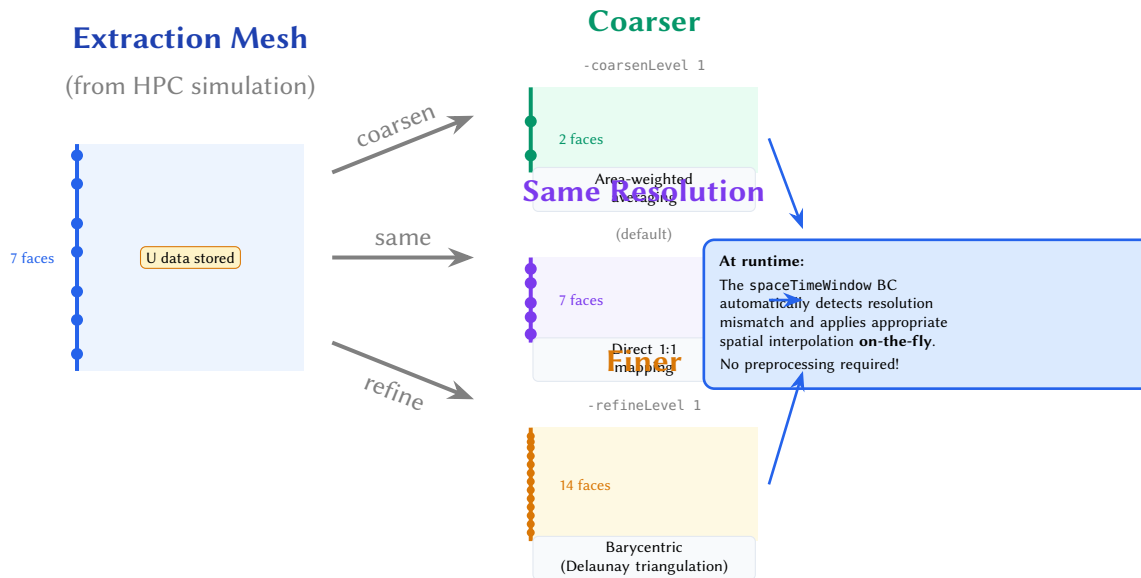 Extraction Mesh
(from HPC simulation)
7 faces
U data stored
coarsen
same
refine
Coarser
-coarsenLevel 1
2 faces
Area-weighted
averaging
Same Resolution
(default)
7 faces
Direct 1:1
mapping
Finer
-refineLevel 1
14 faces
Barycentric
(Delaunay triangulation)
At runtime:
The spaceTimeWindow BC
automatically detects resolution
mismatch and applies appropriate
spatial interpolation on-the-fly.
No preprocessing required!